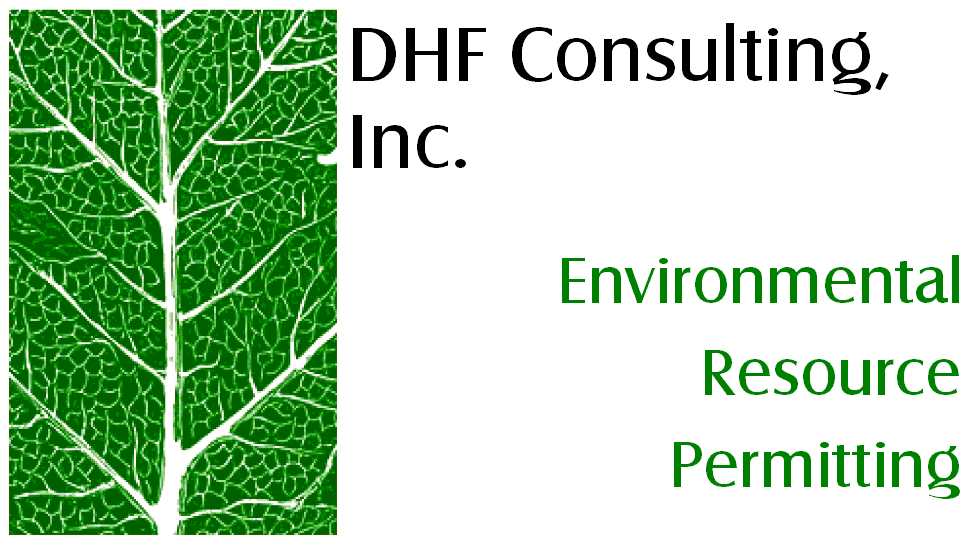 DHF Consulting,
Inc.
Environmental
Resource
Permitting